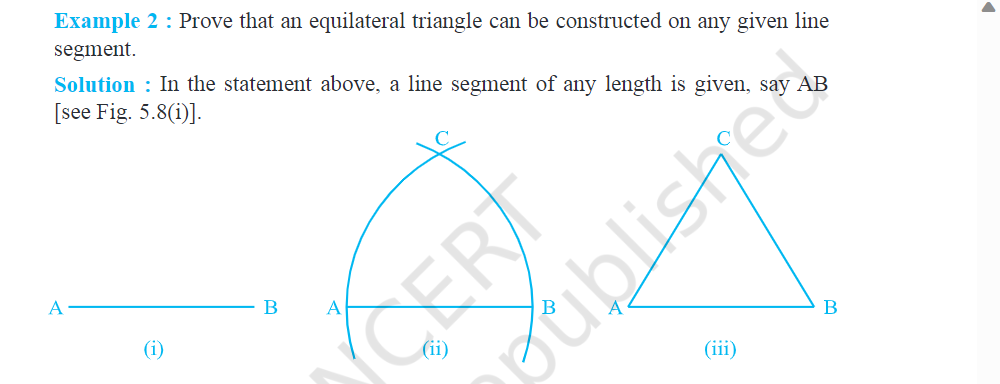 Example 2 : Prove that an equilateral triangle can be constructed on any given line
segment.
Solution : In the statement above, a line segment of any length is given, say AB
[see Fig. 5.8(i)].
C C
A B A B A B
(i) (ii) (iii)
NCERT
republished